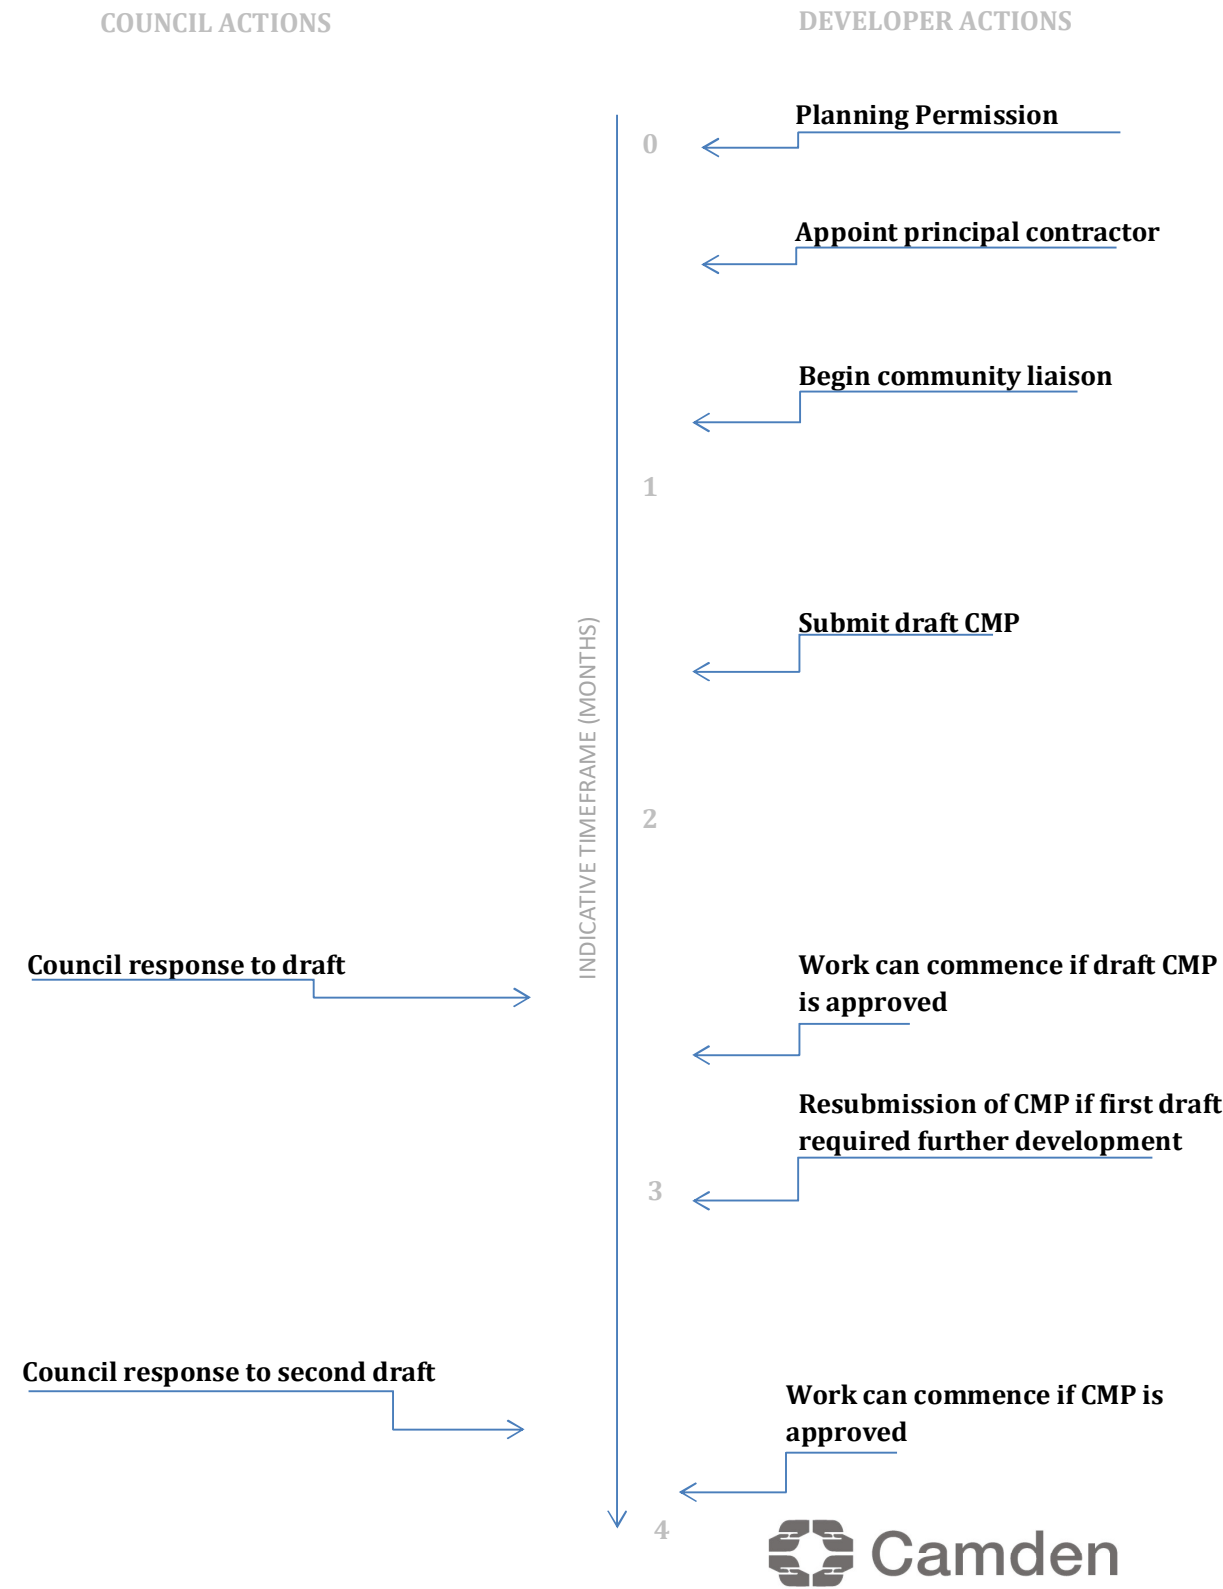 COUNCIL ACTIONS
DEVELOPER ACTIONS
Planning Permission
0
Appoint principal contractor
Begin community liaison
1
Submit draft CMP
INDICATIVE TIMEFRAME (MONTHS)
2
Council response to draft
Work can commence if draft CMP
is approved
Resubmission of CMP if first draft
required further development
3
Council response to second draft
Work can commence if CMP is
approved
4
Camden